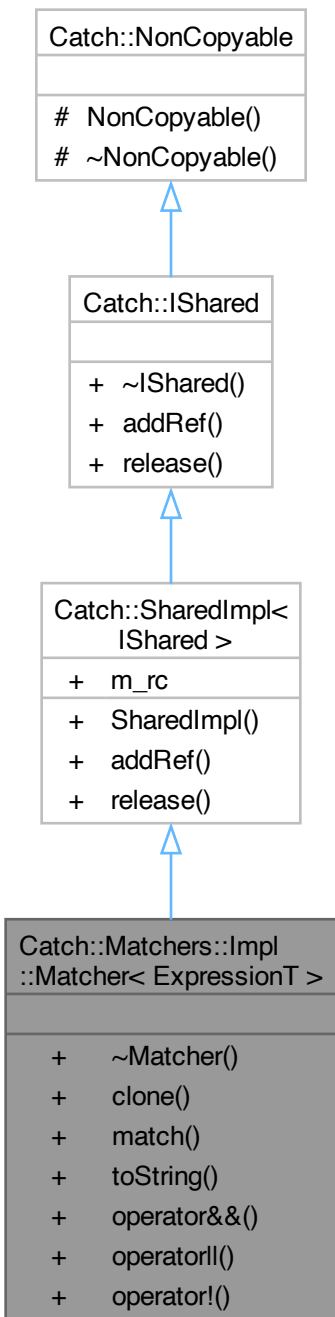 Catch::NonCopyable
# NonCopyable()
# ~NonCopyable()
Catch::IShared
+ ~IShared()
+ addRef()
+ release()
Catch::SharedImpl<
IShared >
+ m_rc
+ SharedImpl()
+ addRef()
+ release()
Catch::Matchers::Impl
::Matcher< ExpressionT >
+ ~Matcher()
+ clone()
+ match()
+ toString()
+ operator&&()
+ operator||()
+ operator!()